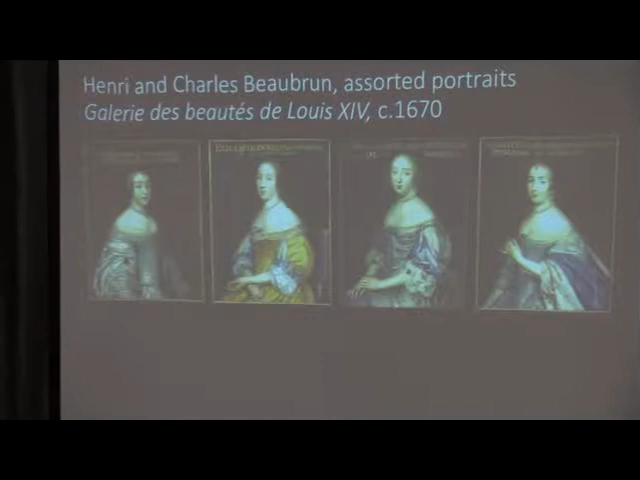 Henri and Charles Beaubrun, assorted portraits
Galerie des beautés de Louis XIV, c.1670